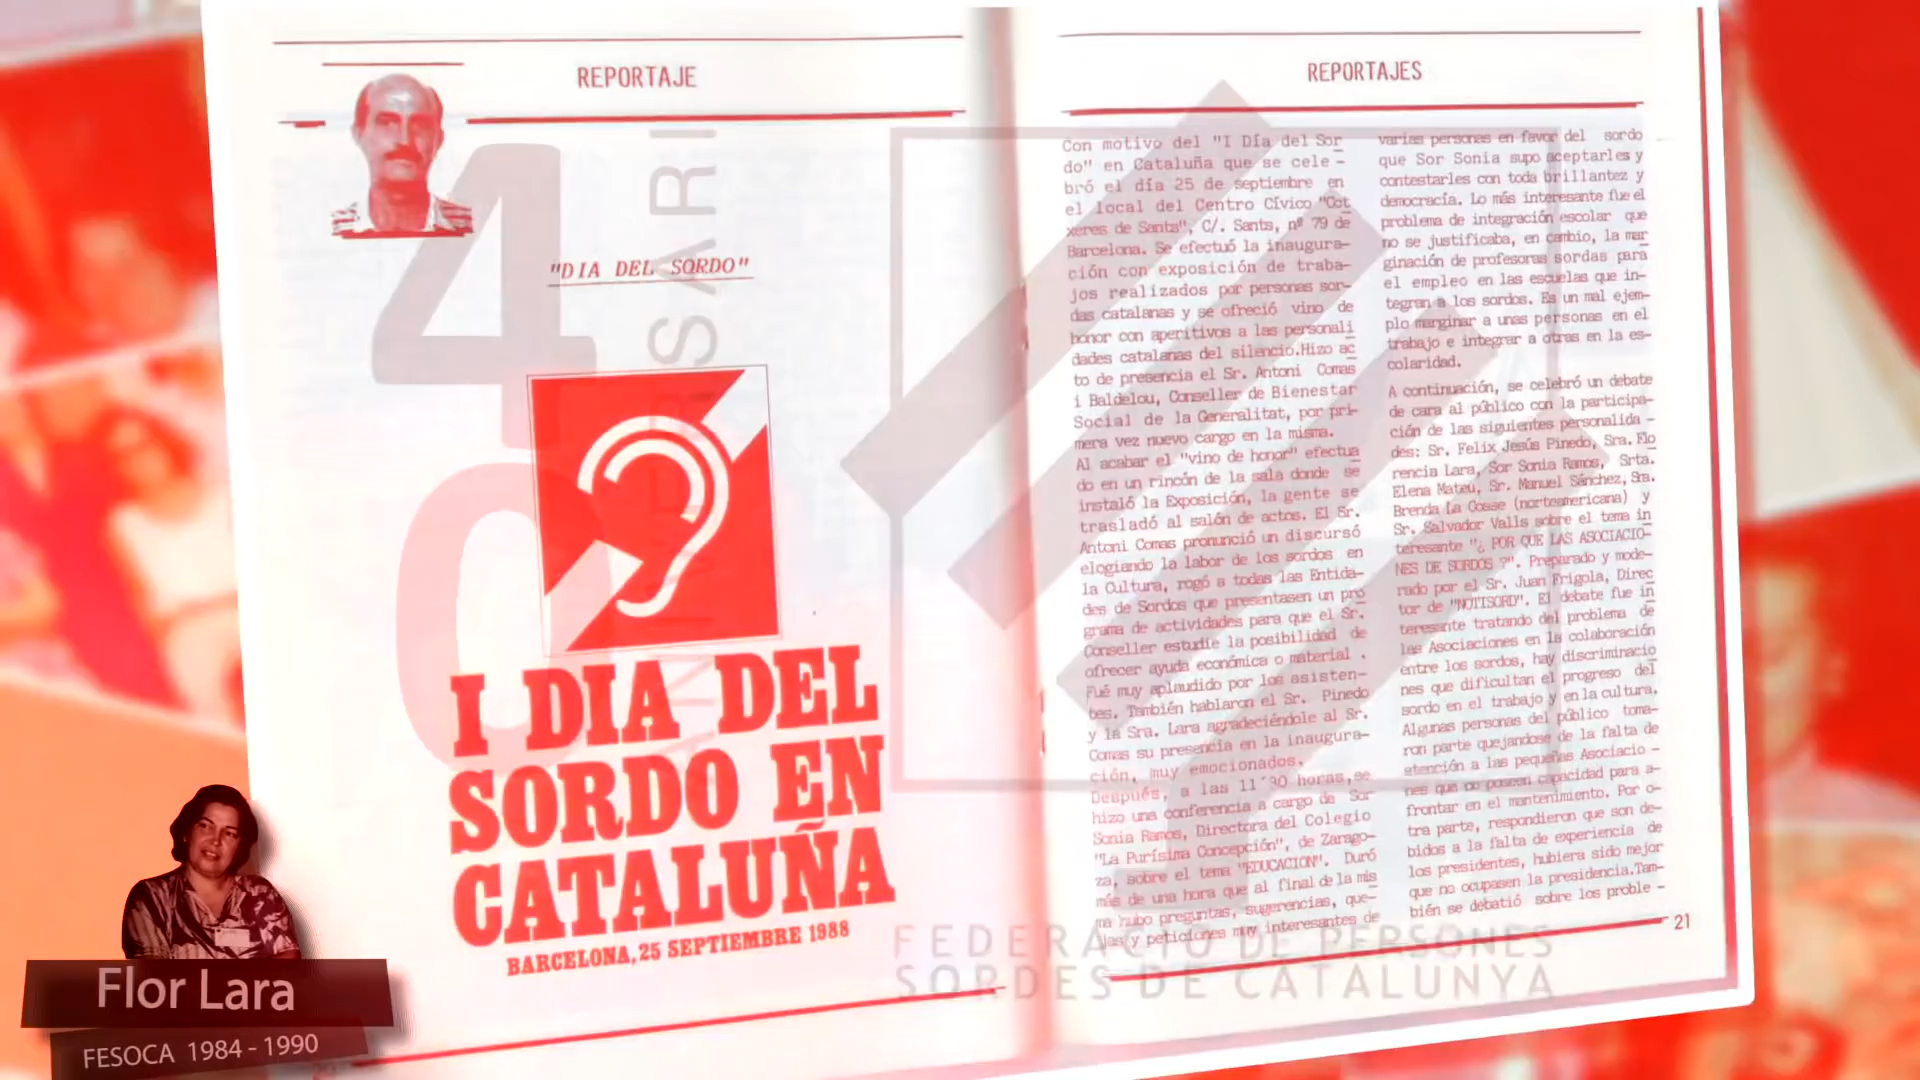 REPORTAJE
"DIA DEL SORDO"
40
ANIVERSARI
I DIA DEL
SORDO EN
CATALUÑA
BARCELONA, 25 SEPTIEMBRE 1988
REPORTAJES
Con motivo del "I Día del Sor
do" en Cataluña que se cele -
bró el día 25 de septiembre en
el local del Centro Cívico "Cot
xeres de Santa", C/. Santa, nº 79 de
Barcelona. Se efectuó la inaugura-
ción con exposición de traba-
jos realizados por personas sor-
das catalanas y se ofreció vino de
honor con aperitivos a las personali
dades catalanas del silencio.Hizo ac
to de presencia el Sr. Antoni Comas
i Baldelou, Conseller de Bienestar
Social de la Generalitat, por pri-
mera vez nuevo cargo en la misma.
Al acabar el "vino de honor" efectua
do en un rincón de la sala donde se
instaló la Exposición, la gente se
trasladó al salón de actos. El Sr.
Antoni Comas pronunció un discursó
elogiando la labor de los sordos en
la Cultura, rogó a todas las Entida-
des de Sordos que presentasen un pro
grama de actividades para que el Sr.
Conseller estudie la posibilidad de
ofrecer ayuda económica o material .
Fué muy aplaudido por los asisten-
tes. También hablaron el Sr. Pinedo
y la Sra. Lara agradeciéndole al Sr.
Comas su presencia en la inaugura-
ción, muy emocionados.
Después, a las 11´30 horas,se
hizo una conferencia a cargo de Sor
Sonia Ramos, Directora del Colegio
"La Purísima Concepción", de Zarago-
za, sobre el tema "EDUCACION". Duró
más de una hora que al final de la mis
ma hubo preguntas, sugerencias, que-
jas y peticiones muy interesantes de
varias personas en favor del sordo
que Sor Sonia supo aceptarles y
contestarles con toda brillantez y
democracia. Lo más interesante fue el
problema de integración escolar que
no se justificaba, en cambio, la mar
ginación de profesoras sordas para
el empleo en las escuelas que in-
tegran a los sordos. Es un mal ejem-
plo marginar a unas personas en el
trabajo e integrar a otras en la es-
colaridad.
A continuación, se celebró un debate
de cara al público con la participa-
ción de las siguientes personalida -
des: Sr. Felix Jesús Pinedo, Sra. Flo
rencia Lara, Sor Sonia Ramos, Srta.
Elena Mateu, Sr. Manuel Sánchez, Sra.
Brenda La Cosse (norteamericana) y
Sr. Salvador Valls sobre el tema in
teresante "¿ POR QUE LAS ASOCIACIO-
NES DE SORDOS ?". Preparado y mode-
rado por el Sr. Juan Frigola, Direc
tor de "NOTISORD". El debate fue in
teresante tratando del problema de
las Asociaciones en la colaboración
entre los sordos, hay discriminacio
nes que dificultan el progreso del
sordo en el trabajo y en la cultura.
Algunas personas del público toma-
ron parte quejandose de la falta de
atención a las pequeñas Asociacio -
nes que no poseen capacidad para a-
frontar en el mantenimiento. Por o-
tra parte, respondieron que son de-
bidos a la falta de experiencia de
los presidentes, hubiera sido mejor
que no ocupasen la presidencia.Tam-
bién se debatió sobre los proble -
21
FEDERACIÓ DE PERSONES
SORDES DE CATALUNYA
Flor Lara
FESOCA 1984 - 1990